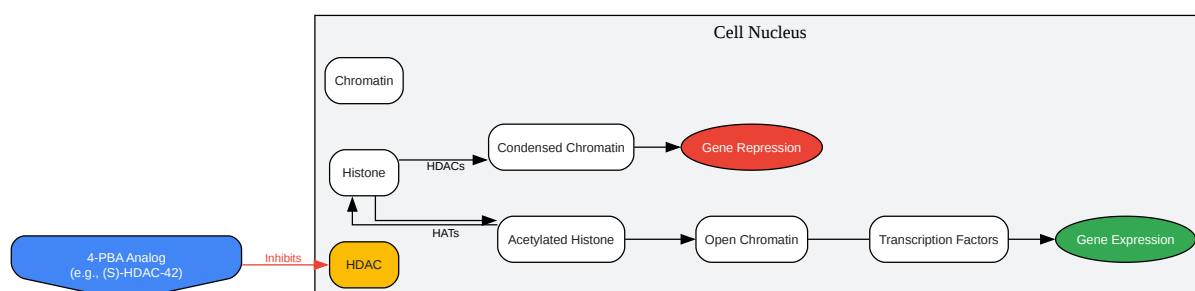 Cell Nucleus
Chromatin
Condensed Chromatin
Gene Repression
HDACs
Histone
HATs
Acetylated Histone
Open Chromatin
Transcription Factors
Gene Expression
4-PBA Analog
(e.g., (S)-HDAC-42)
Inhibits
HDAC